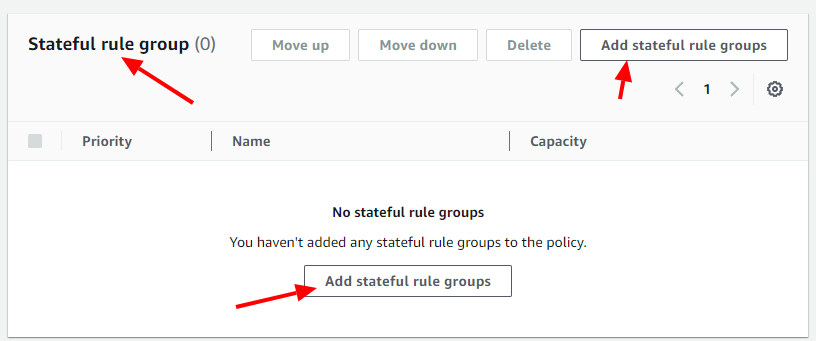 Stateful rule group (0)
Move up
Move down
Delete
Add stateful rule groups
1
Priority
Name
Capacity
No stateful rule groups
You haven't added any stateful rule groups to the policy.
Add stateful rule groups